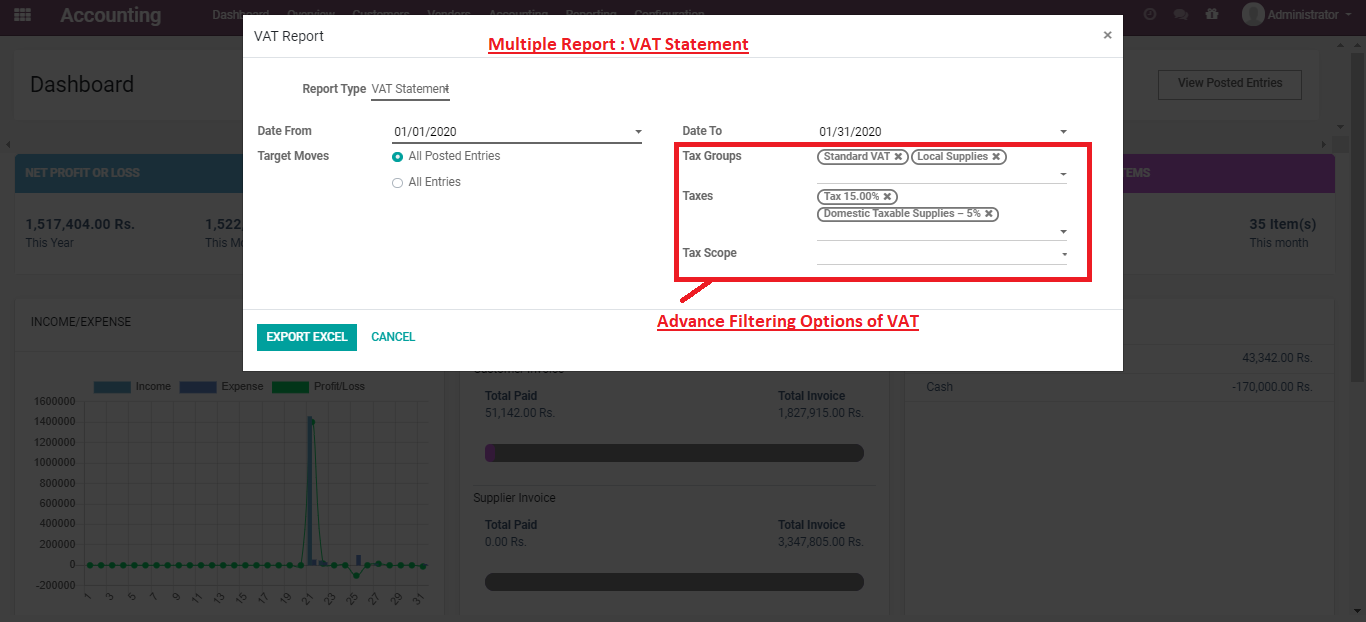 Accounting
Dashboard Overview Customers Vendors Accounting Reporting Configuration
Administrator
VAT Report
×
Multiple Report : VAT Statement
Dashboard
View Posted Entries
Report Type VAT Statement
Date From 01/01/2020
Date To 01/31/2020
Target Moves All Posted Entries
All Entries
Tax Groups Standard VAT ✖ Local Supplies ✖
Taxes Tax 15.00% ✖
Domestic Taxable Supplies – 5% ✖
Tax Scope
Advance Filtering Options of VAT
EXPORT EXCEL CANCEL
NET PROFIT OR LOSS
1,517,404.00 Rs.
This Year
1,522
This Mo
EMS
35 Item(s)
This month
INCOME/EXPENSE
Income Expense Profit/Loss
1600000
1400000
1200000
1000000
800000
600000
400000
200000
0
-200000
1 3 5 7 9 11 13 15 17 19 21 23 25 27 29 31
Customer Invoice
Total Paid Total Invoice
51,142.00 Rs. 1,827,915.00 Rs.
Supplier Invoice
Total Paid Total Invoice
0.00 Rs. 3,347,805.00 Rs.
43,342.00 Rs.
Cash -170,000.00 Rs.